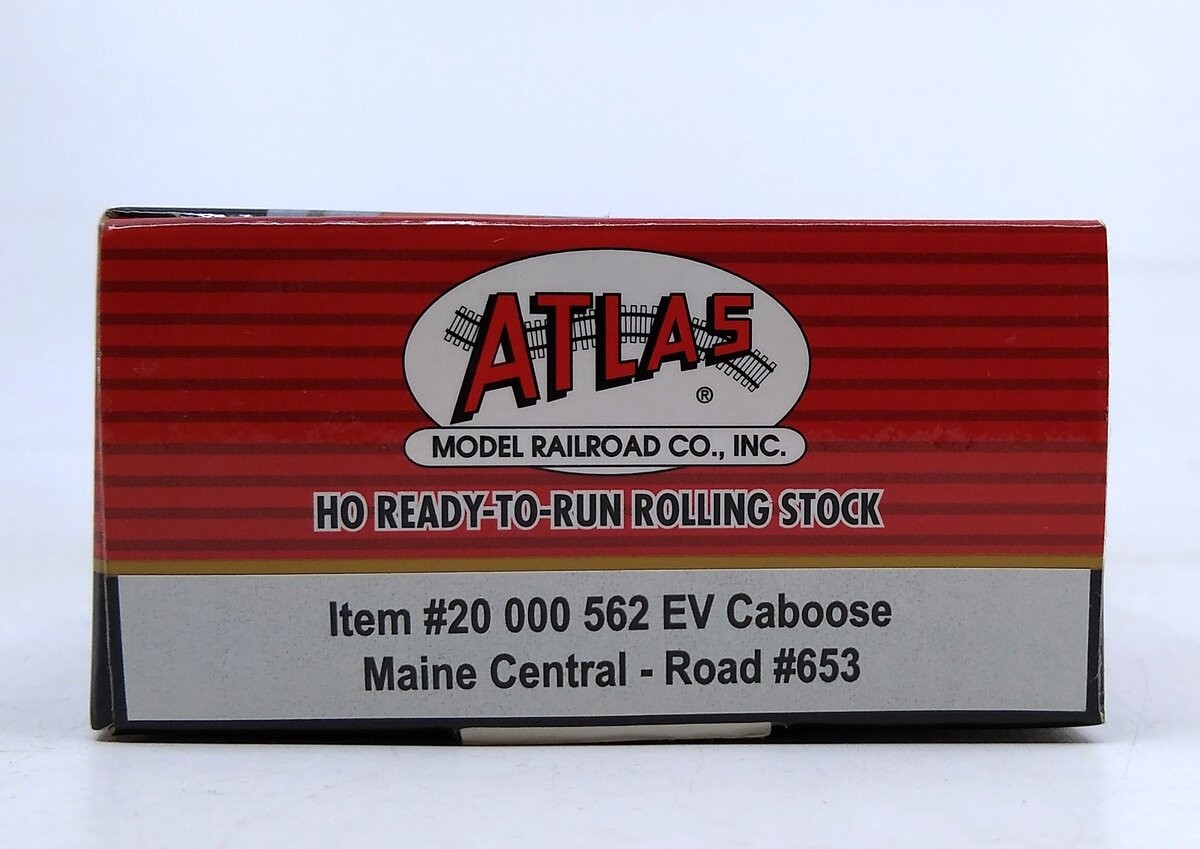 ATLAS
®
MODEL RAILROAD CO., INC.
HO READY-TO-RUN ROLLING STOCK
Item #20 000 562 EV Caboose
Maine Central - Road #653